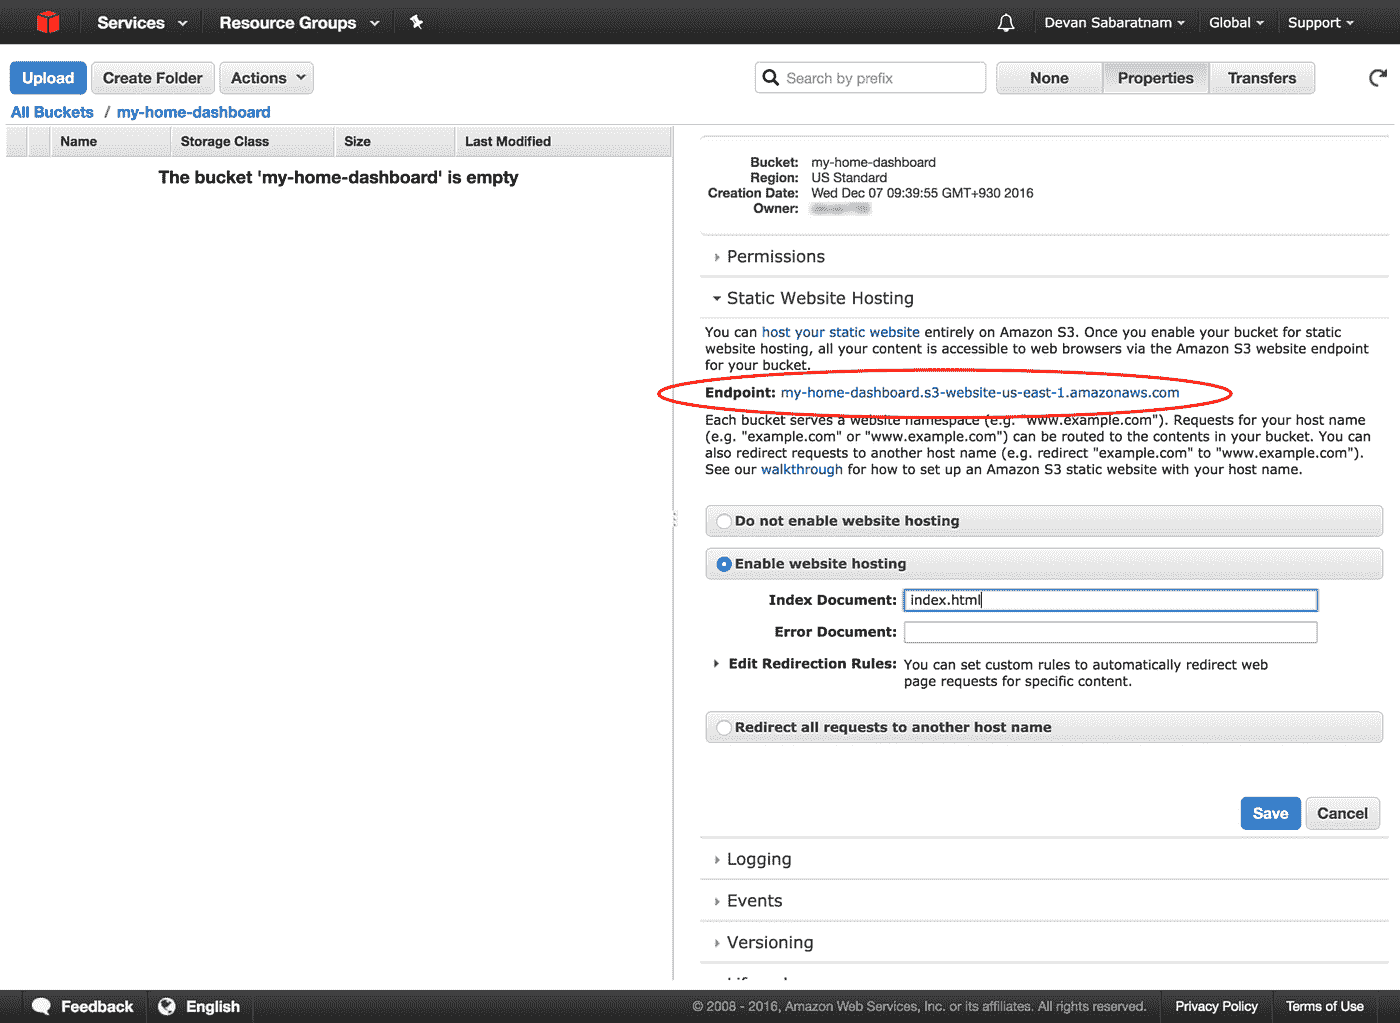 Services Resource Groups Devan Sabaratnam Global Support
Upload Create Folder Actions Search by prefix None Properties Transfers
All Buckets / my-home-dashboard
Name Storage Class Size Last Modified
The bucket 'my-home-dashboard' is empty
Bucket: my-home-dashboard
Region: US Standard
Creation Date: Wed Dec 07 09:39:55 GMT+930 2016
Owner:
Permissions
Static Website Hosting
You can host your static website entirely on Amazon S3. Once you enable your bucket for static
website hosting, all your content is accessible to web browsers via the Amazon S3 website endpoint
for your bucket.
Endpoint: my-home-dashboard.s3-website-us-east-1.amazonaws.com
Each bucket serves a website namespace (e.g. "www.example.com"). Requests for your host name
(e.g. "example.com" or "www.example.com") can be routed to the contents in your bucket. You can
also redirect requests to another host name (e.g. redirect "example.com" to "www.example.com").
See our walkthrough for how to set up an Amazon S3 static website with your host name.
Do not enable website hosting
Enable website hosting
Index Document: index.html
Error Document:
Edit Redirection Rules: You can set custom rules to automatically redirect web
page requests for specific content.
Redirect all requests to another host name
Save Cancel
Logging
Events
Versioning
Feedback English © 2008 - 2016, Amazon Web Services, Inc. or its affiliates. All rights reserved. Privacy Policy Terms of Use